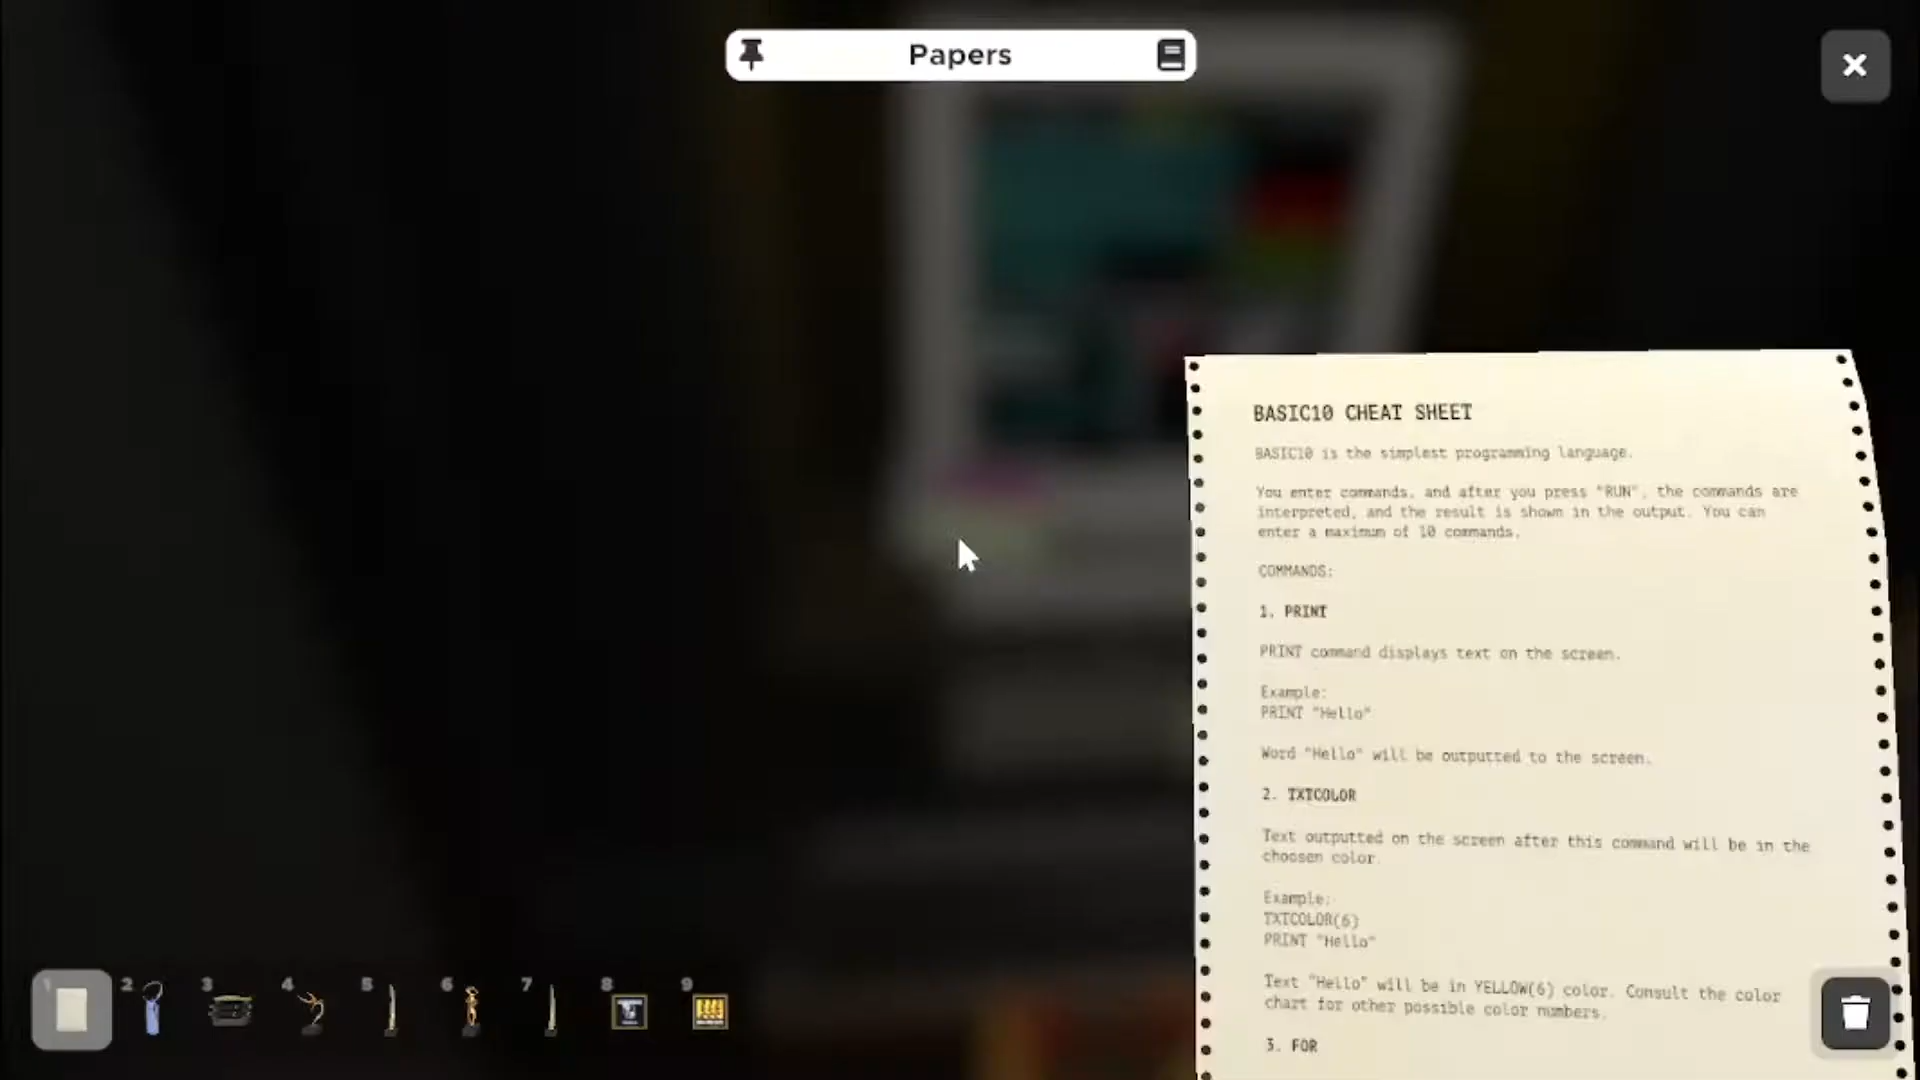 Papers
BASIC10 CHEAT SHEET
BASIC10 is the simplest programming language.
You enter commands, and after you press "RUN", the commands are
interpreted, and the result is shown in the output. You can
enter a maximum of 10 commands.
COMMANDS:
1. PRINT
PRINT command displays text on the screen.
Example:
PRINT "Hello"
Word "Hello" will be outputted to the screen.
2. TXTCOLOR
Text outputted on the screen after this command will be in the
choosen color.
Example:
TXTCOLOR(6)
PRINT "Hello"
Text "Hello" will be in YELLOW(6) color. Consult the color
chart for other possible color numbers.
3. FOR
1 2 3 4 5 6 7 8 9